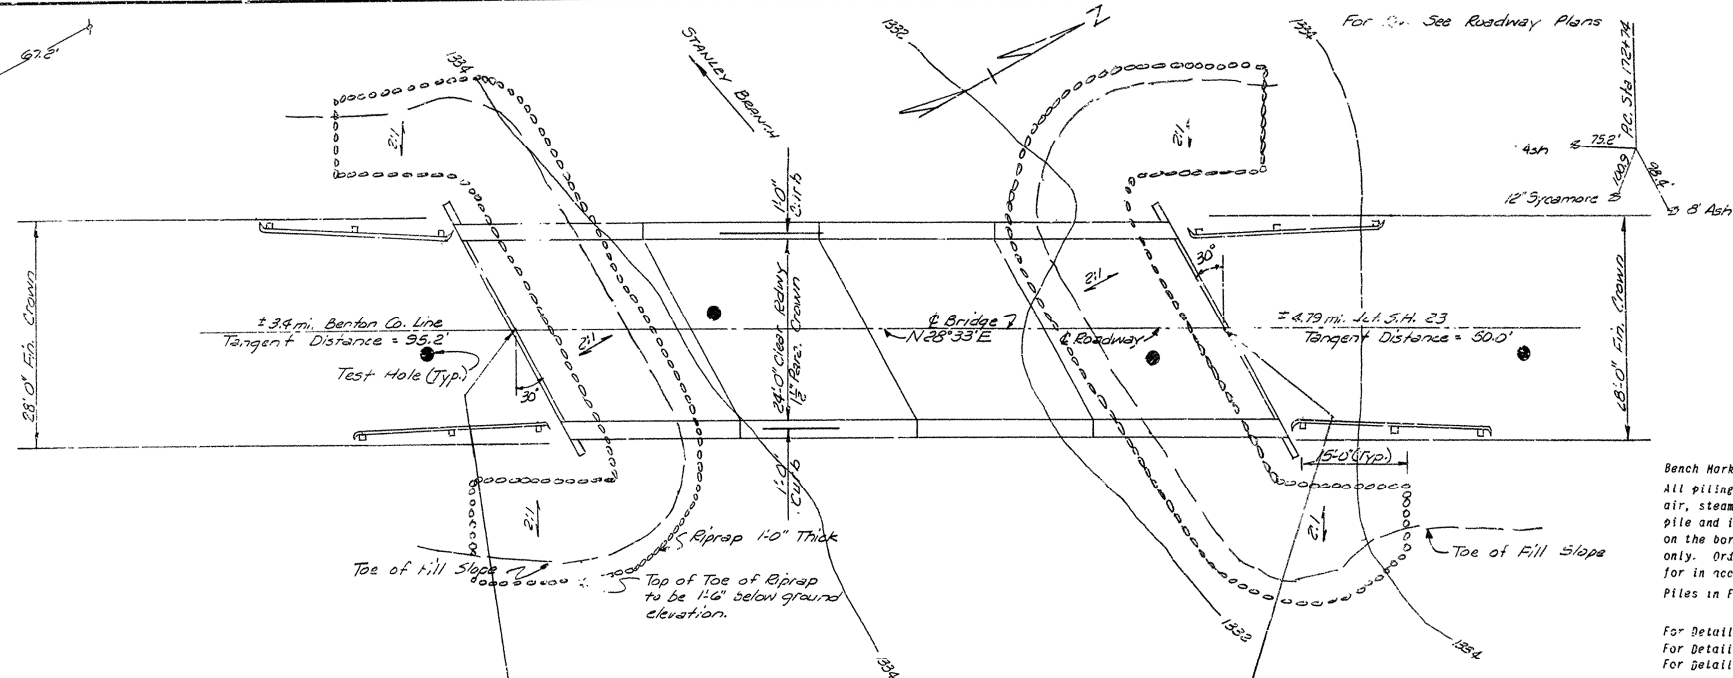 67.2'
1334
STANLEY BRANCH
1332
Z
For See Roadway Plans
1334
P.C. Sta 172+74
Ash
75.2'
100.9
98.4'
12" Sycamore
8" Ash
2:1
2:1
1'-0"
Curb
28'-0" Fin. Crown
± 3.4 mi. Benton Co. Line
Tangent Distance = 95.2'
Test Hole (Typ.)
30°
2:1
24'-0" Clear Rdwy
1½" Para. Crown
₵ Bridge
N28°33'E
₵ Roadway
2:1
30°
± 4.79 mi. Jct. S.H. 23
Tangent Distance = 50.0'
28'-0" Fin. Crown
1'-0"
Curb
15'-0" (Typ.)
2:1
2:1
Riprap 1'-0" Thick
Toe of Fill Slope
Top of Toe of Riprap
to be 1'-6" below ground
elevation.
Toe of Fill Slope
1334
1332
1334
Bench Mark
All piling
air, steam
pile and i
on the bor
only. Ord
for in acc
Piles in F
For Detail
For Detail
For Detail